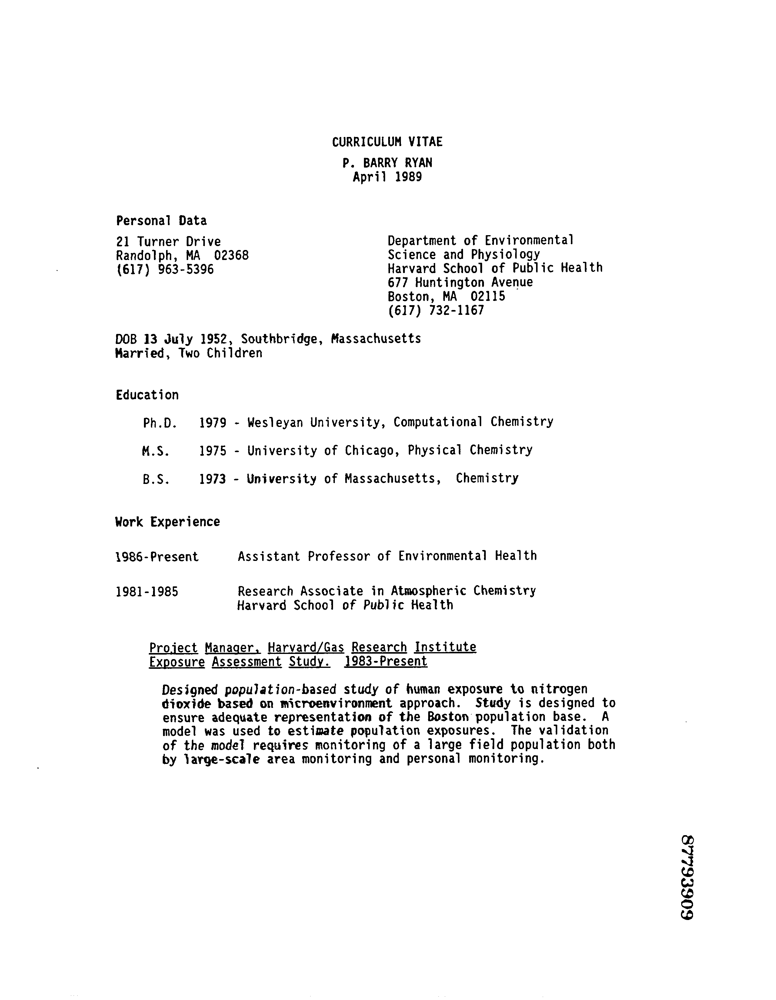 CURRICULUM VITAE
P. BARRY RYAN
April 1989
Personal Data
21 Turner Drive
Randolph, MA 02368
(617) 963-5396
Department of Environmental
Science and Physiology
Harvard School of Public Health
677 Huntington Avenue
Boston, MA 02115
(617) 732-1167
DOB 13 July 1952, Southbridge, Massachusetts
Married, Two Children
Education
Ph.D. 1979 - Wesleyan University, Computational Chemistry
M.S. 1975 - University of Chicago, Physical Chemistry
B.S. 1973 - University of Massachusetts, Chemistry
Work Experience
1986-Present Assistant Professor of Environmental Health
1981-1985 Research Associate in Atmospheric Chemistry
Harvard School of Public Health
Project Manager, Harvard/Gas Research Institute
Exposure Assessment Study. 1983-Present
Designed population-based study of human exposure to nitrogen
dioxide based on microenvironment approach. Study is designed to
ensure adequate representation of the Boston population base. A
model was used to estimate population exposures. The validation
of the model requires monitoring of a large field population both
by large-scale area monitoring and personal monitoring.
87793909